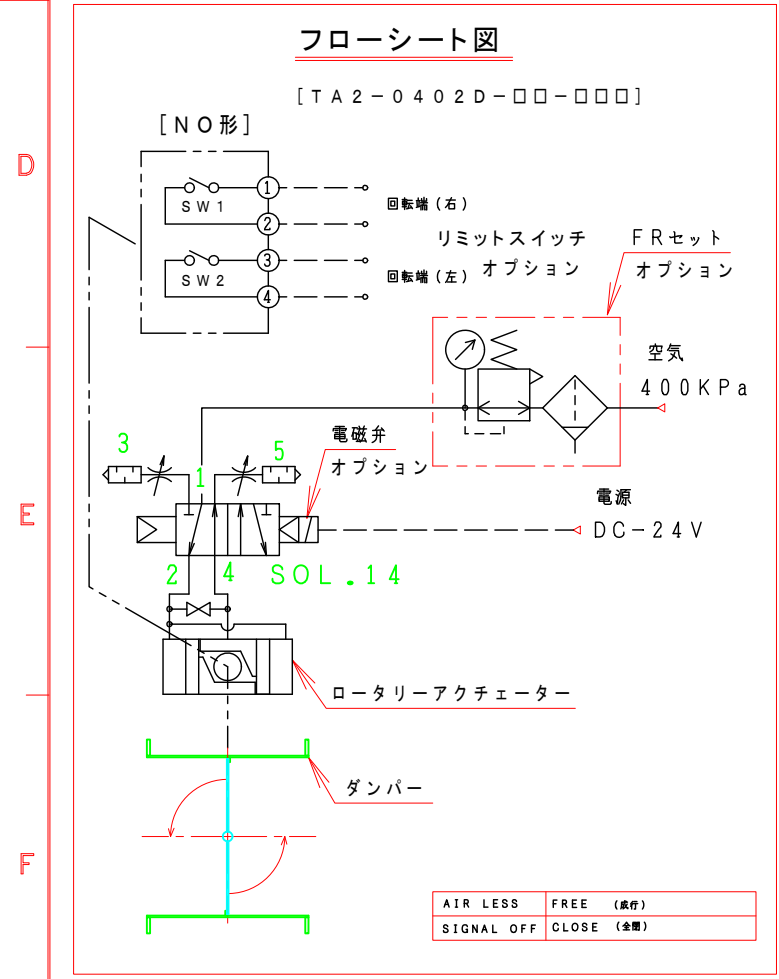 フローシート図
[TA2-0402D-□□-□□□]
[NO形]
D
1
SW1
2
回転端(右)
リミットスイッチ
オプション
3
SW2
4
回転端(左)
FRセット
オプション
空気
400KPa
電磁弁
オプション
3
1
5
E
電源
DC-24V
2
4
SOL.14
ロータリーアクチェーター
ダンパー
F
AIR LESS FREE
SIGNAL OFF CLOSE (全閉)